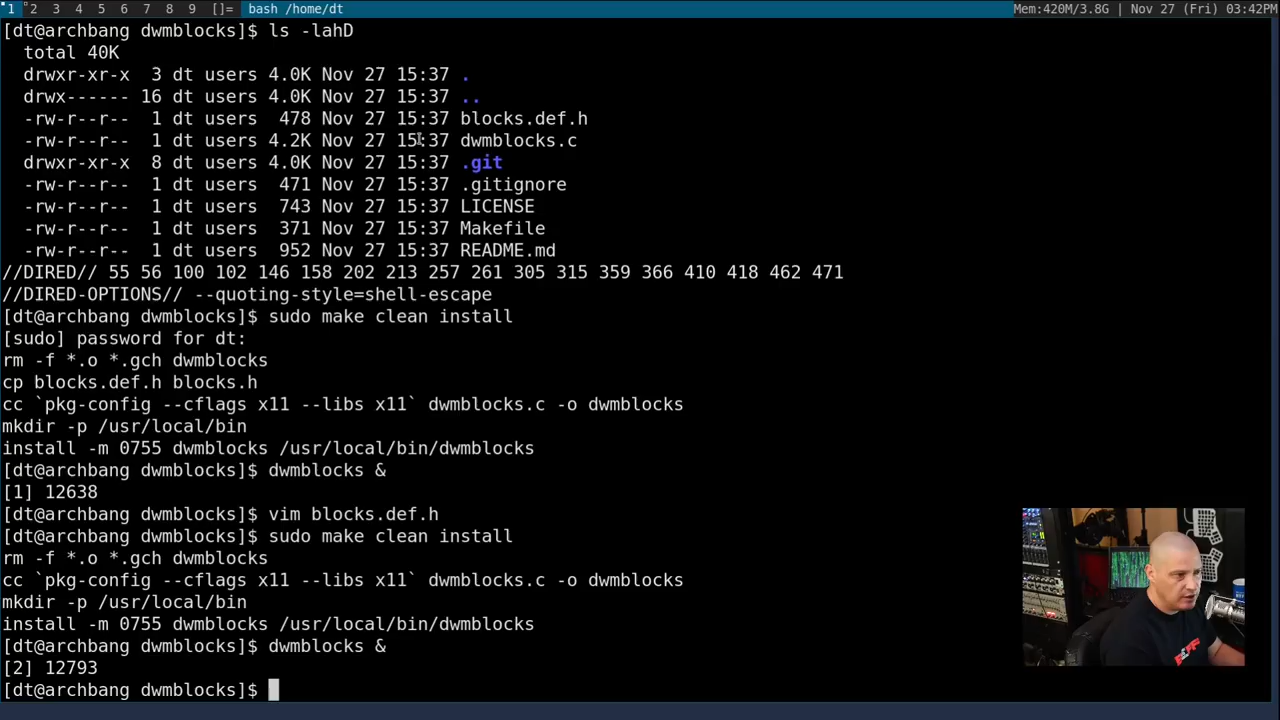 1 2 3 4 5 6 7 8 9 []= bash /home/dt Mem:420M/3.8G | Nov 27 (Fri) 03:42PM
[dt@archbang dwmblocks]$ ls -lahD
total 40K
drwxr-xr-x 3 dt users 4.0K Nov 27 15:37 .
drwx------ 16 dt users 4.0K Nov 27 15:37 ..
-rw-r--r-- 1 dt users 478 Nov 27 15:37 blocks.def.h
-rw-r--r-- 1 dt users 4.2K Nov 27 15:37 dwmblocks.c
drwxr-xr-x 8 dt users 4.0K Nov 27 15:37 .git
-rw-r--r-- 1 dt users 471 Nov 27 15:37 .gitignore
-rw-r--r-- 1 dt users 743 Nov 27 15:37 LICENSE
-rw-r--r-- 1 dt users 371 Nov 27 15:37 Makefile
-rw-r--r-- 1 dt users 952 Nov 27 15:37 README.md
//DIRED// 55 56 100 102 146 158 202 213 257 261 305 315 359 366 410 418 462 471
//DIRED-OPTIONS// --quoting-style=shell-escape
[dt@archbang dwmblocks]$ sudo make clean install
[sudo] password for dt:
rm -f *.o *.gch dwmblocks
cp blocks.def.h blocks.h
cc `pkg-config --cflags x11 --libs x11` dwmblocks.c -o dwmblocks
mkdir -p /usr/local/bin
install -m 0755 dwmblocks /usr/local/bin/dwmblocks
[dt@archbang dwmblocks]$ dwmblocks &
[1] 12638
[dt@archbang dwmblocks]$ vim blocks.def.h
[dt@archbang dwmblocks]$ sudo make clean install
rm -f *.o *.gch dwmblocks
cc `pkg-config --cflags x11 --libs x11` dwmblocks.c -o dwmblocks
mkdir -p /usr/local/bin
install -m 0755 dwmblocks /usr/local/bin/dwmblocks
[dt@archbang dwmblocks]$ dwmblocks &
[2] 12793
[dt@archbang dwmblocks]$